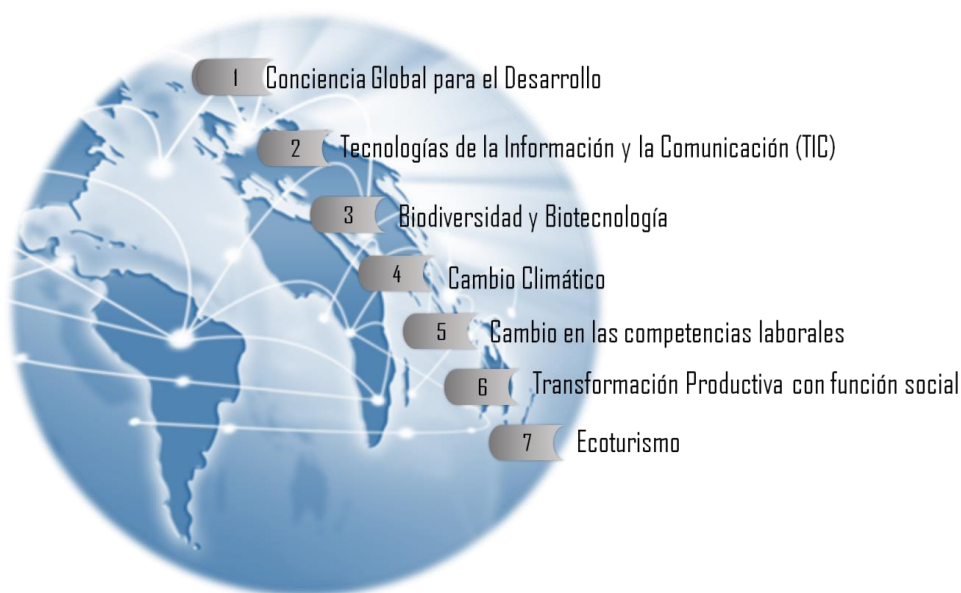 1 Conciencia Global para el Desarrollo
2 Tecnologías de la Información y la Comunicación (TIC)
3 Biodiversidad y Biotecnología
4 Cambio Climático
5 Cambio en las competencias laborales
6 Transformación Productiva con función social
7 Ecoturismo